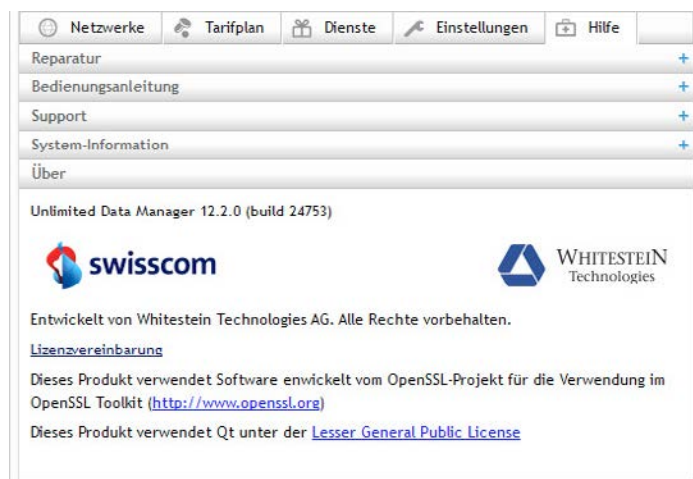 Netzwerke Tarifplan Dienste Einstellungen Hilfe
Reparatur +
Bedienungsanleitung +
Support +
System-Information +
Über
Unlimited Data Manager 12.2.0 (build 24753)
swisscom WHITESTEIN
Technologies
Entwickelt von Whitestein Technologies AG. Alle Rechte vorbehalten.
Lizenzvereinbarung
Dieses Produkt verwendet Software enwickelt vom OpenSSL-Projekt für die Verwendung im
OpenSSL Toolkit (http://www.openssl.org)
Dieses Produkt verwendet Qt unter der Lesser General Public License